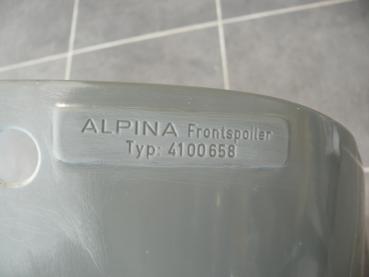 ALPINA Frontspoiler
Typ: 4100658